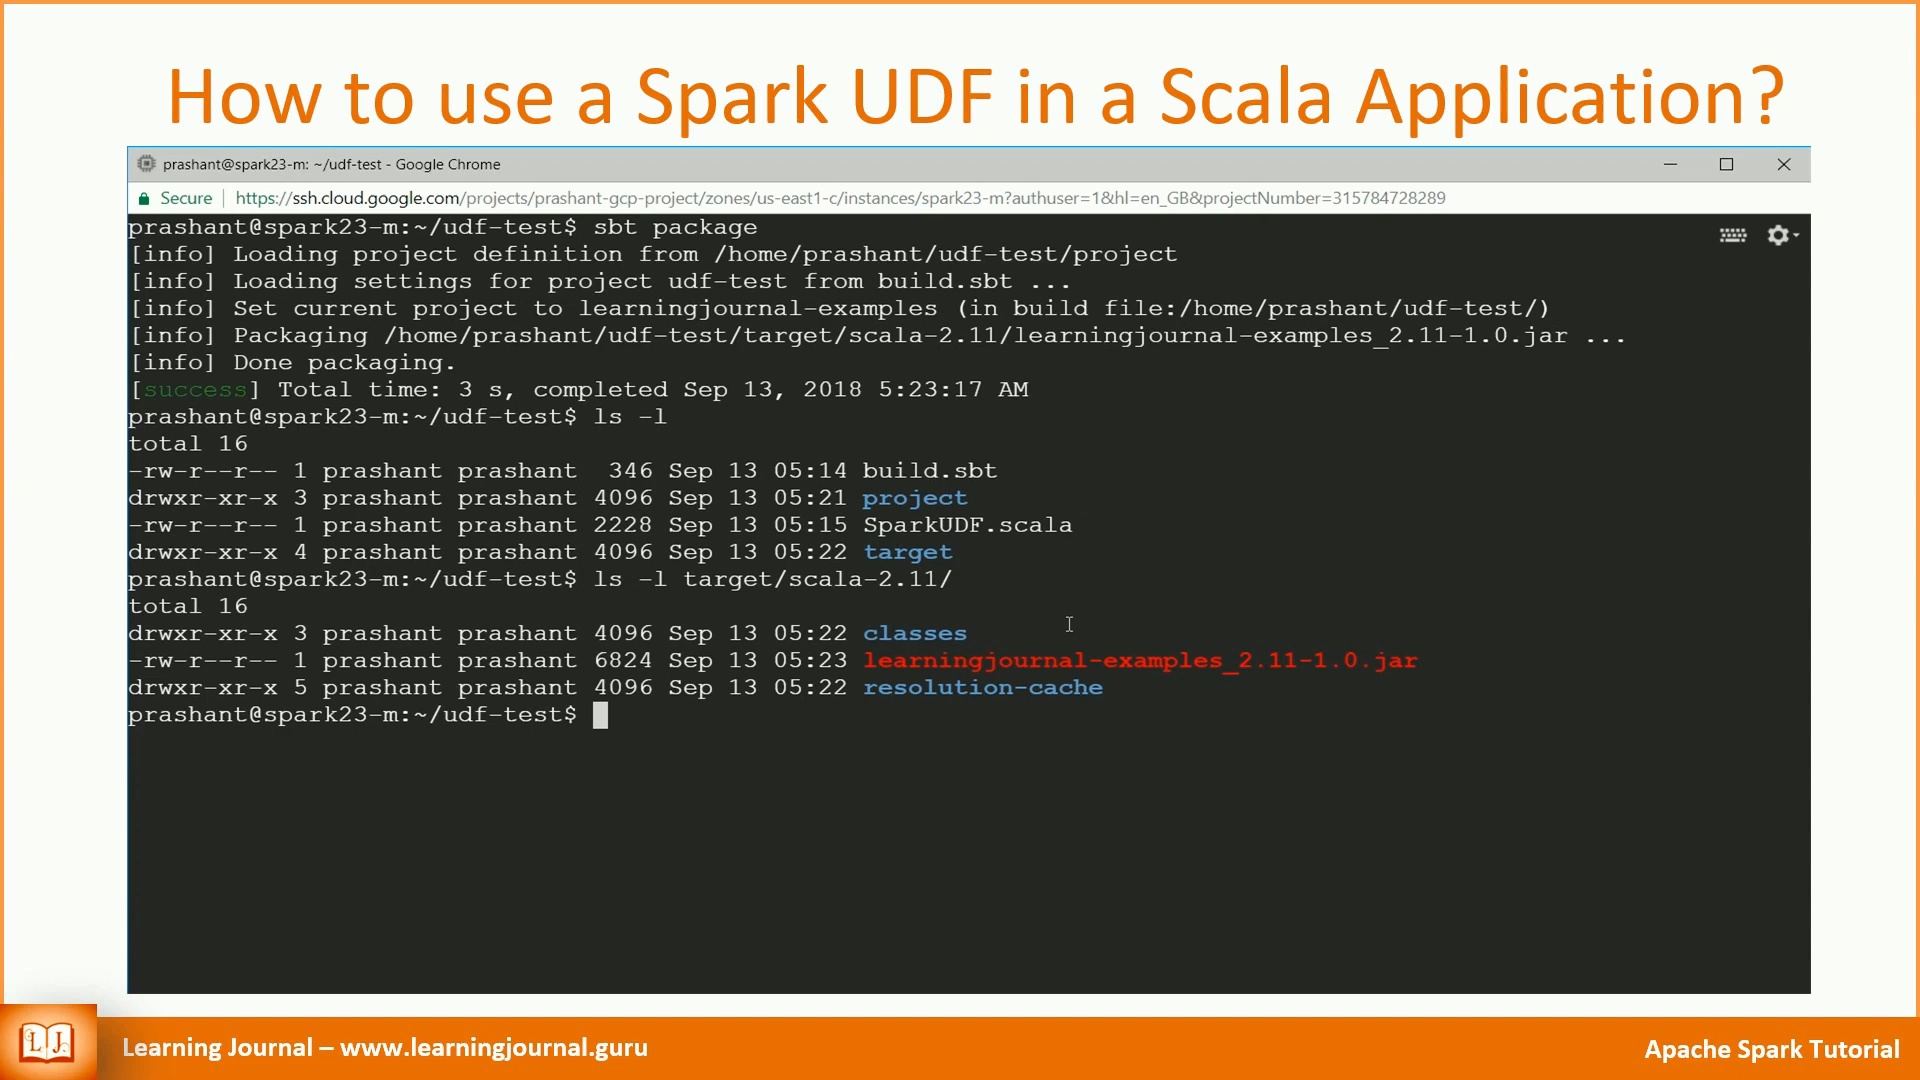 How to use a Spark UDF in a Scala Application?
prashant@spark23-m: ~/udf-test - Google Chrome
Secure https://ssh.cloud.google.com/projects/prashant-gcp-project/zones/us-east1-c/instances/spark23-m?authuser=1&hl=en_GB&projectNumber=315784728289
prashant@spark23-m:~/udf-test$ sbt package
[info] Loading project definition from /home/prashant/udf-test/project
[info] Loading settings for project udf-test from build.sbt ...
[info] Set current project to learningjournal-examples (in build file:/home/prashant/udf-test/)
[info] Packaging /home/prashant/udf-test/target/scala-2.11/learningjournal-examples_2.11-1.0.jar ...
[info] Done packaging.
[success] Total time: 3 s, completed Sep 13, 2018 5:23:17 AM
prashant@spark23-m:~/udf-test$ ls -l
total 16
-rw-r--r-- 1 prashant prashant  346 Sep 13 05:14 build.sbt
drwxr-xr-x 3 prashant prashant 4096 Sep 13 05:21 project
-rw-r--r-- 1 prashant prashant 2228 Sep 13 05:15 SparkUDF.scala
drwxr-xr-x 4 prashant prashant 4096 Sep 13 05:22 target
prashant@spark23-m:~/udf-test$ ls -l target/scala-2.11/
total 16
drwxr-xr-x 3 prashant prashant 4096 Sep 13 05:22 classes
-rw-r--r-- 1 prashant prashant 6824 Sep 13 05:23 learningjournal-examples_2.11-1.0.jar
drwxr-xr-x 5 prashant prashant 4096 Sep 13 05:22 resolution-cache
prashant@spark23-m:~/udf-test$
L J
Learning Journal – www.learningjournal.guru
Apache Spark Tutorial